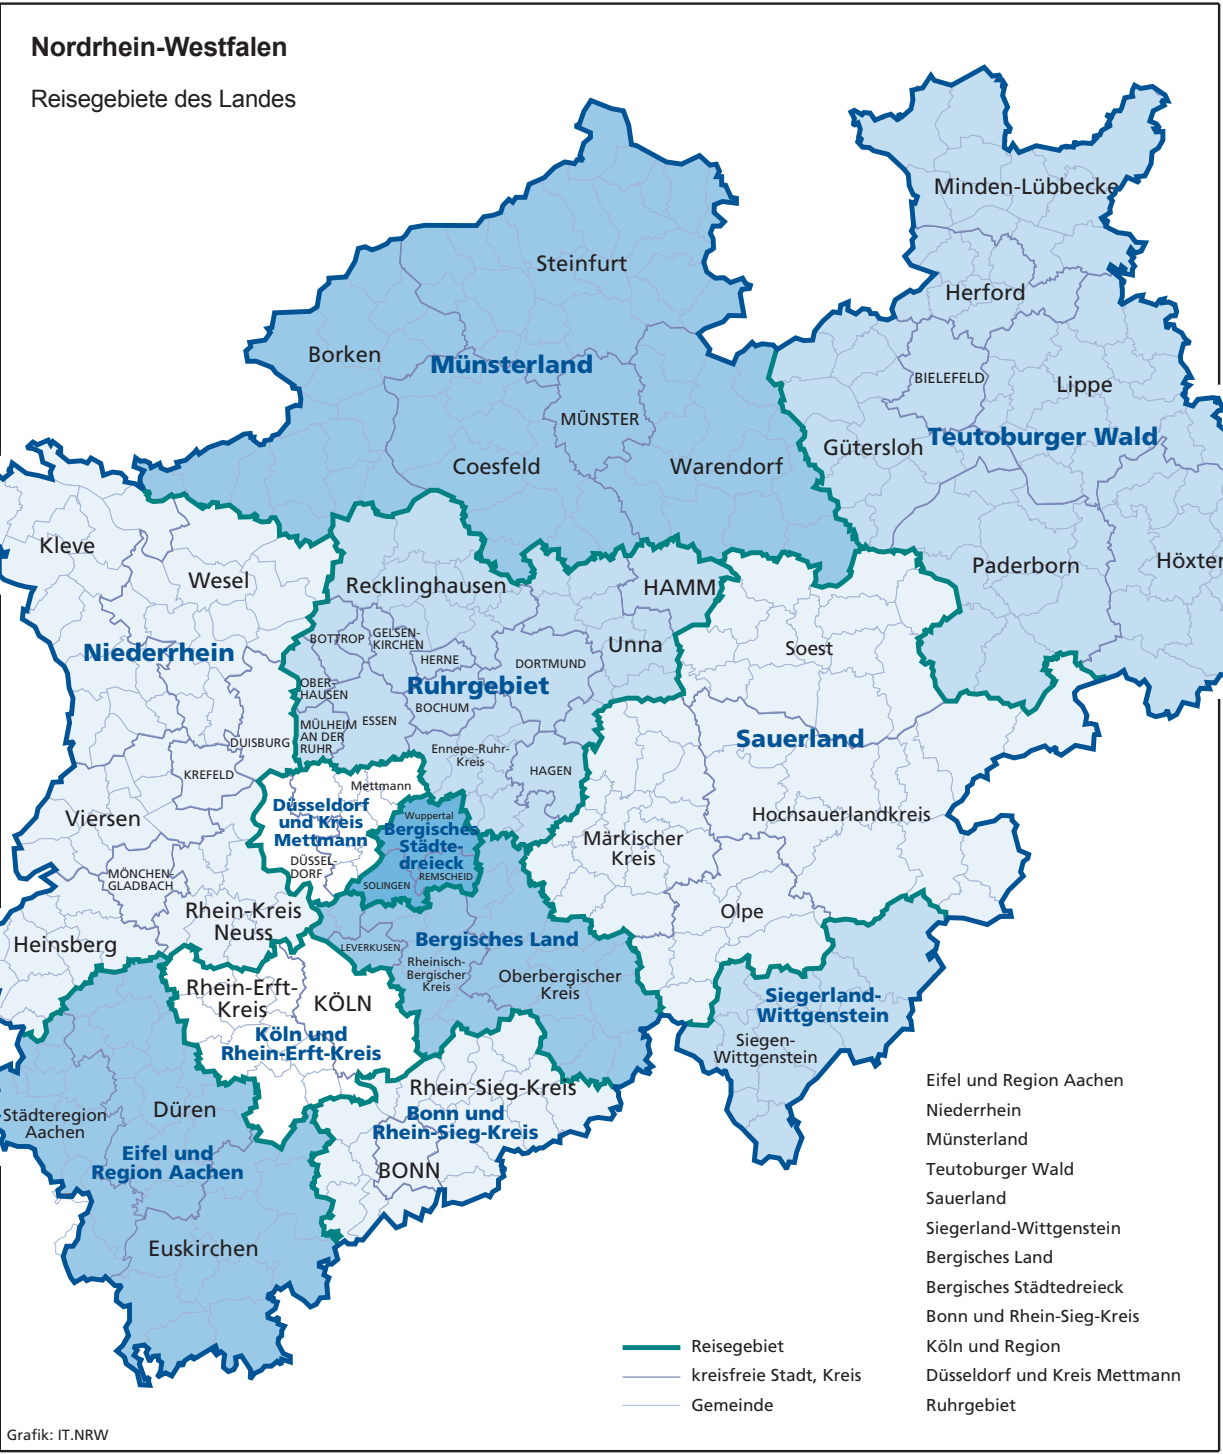 Nordrhein-Westfalen
Reisegebiete des Landes
Minden-Lübbecke
Steinfurt
Herford
Borken
Münsterland
BIELEFELD
Lippe
MÜNSTER
Gütersloh
Teutoburger Wald
Coesfeld
Warendorf
Kleve
Wesel
Recklinghausen
HAMM
Paderborn
Höxter
Niederrhein
BOTTROP
GELSEN-
KIRCHEN
HERNE
DORTMUND
Unna
Soest
OBER-
HAUSEN
Ruhrgebiet
BOCHUM
MÜLHEIM
AN DER
RUHR
ESSEN
DUISBURG
Ennepe-Ruhr-
Kreis
HAGEN
Sauerland
KREFELD
Mettmann
Düsseldorf
und Kreis
Mettmann
DÜSSEL-
DORF
Wuppertal
Bergisches
Städte-
dreieck
SOLINGEN
REMSCHEID
Viersen
Hochsauerlandkreis
Märkischer
Kreis
MÖNCHEN-
GLADBACH
Rhein-Kreis
Neuss
Olpe
Heinsberg
LEVERKUSEN
Bergisches Land
Rheinisch-
Bergischer
Kreis
Oberbergischer
Kreis
Rhein-Erft-
Kreis
KÖLN
Köln und
Rhein-Erft-Kreis
Siegerland-
Wittgenstein
Siegen-
Wittgenstein
Städteregion
Aachen
Düren
Rhein-Sieg-Kreis
Bonn und
Rhein-Sieg-Kreis
BONN
Eifel und
Region Aachen
Euskirchen
Eifel und Region Aachen
Niederrhein
Münsterland
Teutoburger Wald
Sauerland
Siegerland-Wittgenstein
Bergisches Land
Bergisches Städtedreieck
Bonn und Rhein-Sieg-Kreis
Köln und Region
Düsseldorf und Kreis Mettmann
Ruhrgebiet
Reisegebiet
kreisfreie Stadt, Kreis
Gemeinde
Grafik: IT.NRW